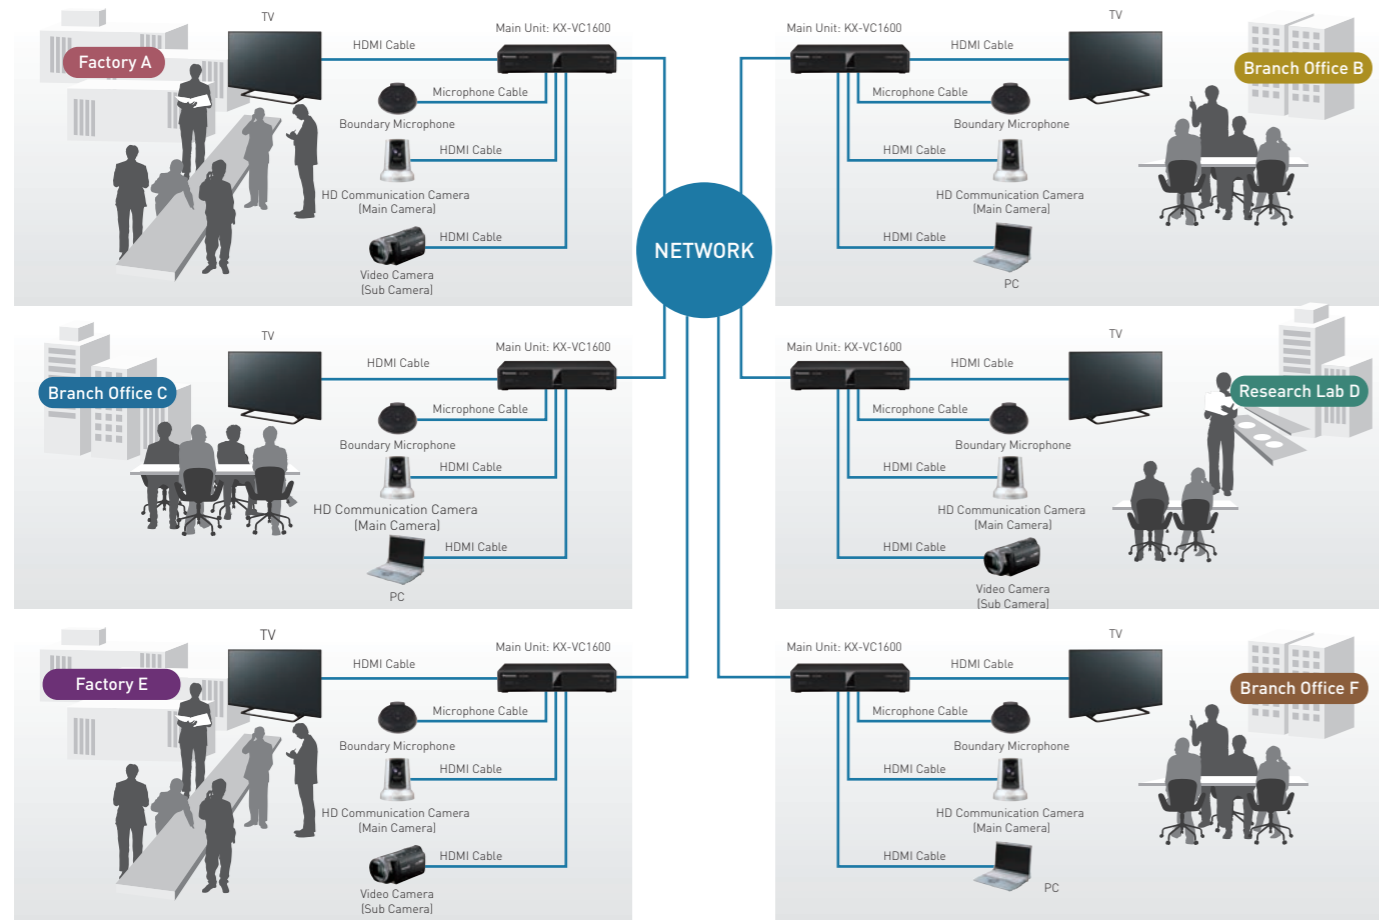 TV
Main Unit: KX-VC1600
HDMI Cable
Factory A
Microphone Cable
Boundary Microphone
HDMI Cable
HD Communication Camera
(Main Camera)
HDMI Cable
Video Camera
(Sub Camera)
Main Unit: KX-VC1600
TV
HDMI Cable
Branch Office B
Microphone Cable
Boundary Microphone
HDMI Cable
HD Communication Camera
(Main Camera)
HDMI Cable
PC
NETWORK
TV
Main Unit: KX-VC1600
HDMI Cable
Branch Office C
Microphone Cable
Boundary Microphone
HDMI Cable
HD Communication Camera
(Main Camera)
HDMI Cable
PC
Main Unit: KX-VC1600
TV
HDMI Cable
Research Lab D
Microphone Cable
Boundary Microphone
HDMI Cable
HD Communication Camera
(Main Camera)
HDMI Cable
Video Camera
(Sub Camera)
TV
Main Unit: KX-VC1600
HDMI Cable
Factory E
Microphone Cable
Boundary Microphone
HDMI Cable
HD Communication Camera
(Main Camera)
HDMI Cable
Video Camera
(Sub Camera)
Main Unit: KX-VC1600
TV
HDMI Cable
Branch Office F
Microphone Cable
Boundary Microphone
HDMI Cable
HD Communication Camera
(Main Camera)
HDMI Cable
PC